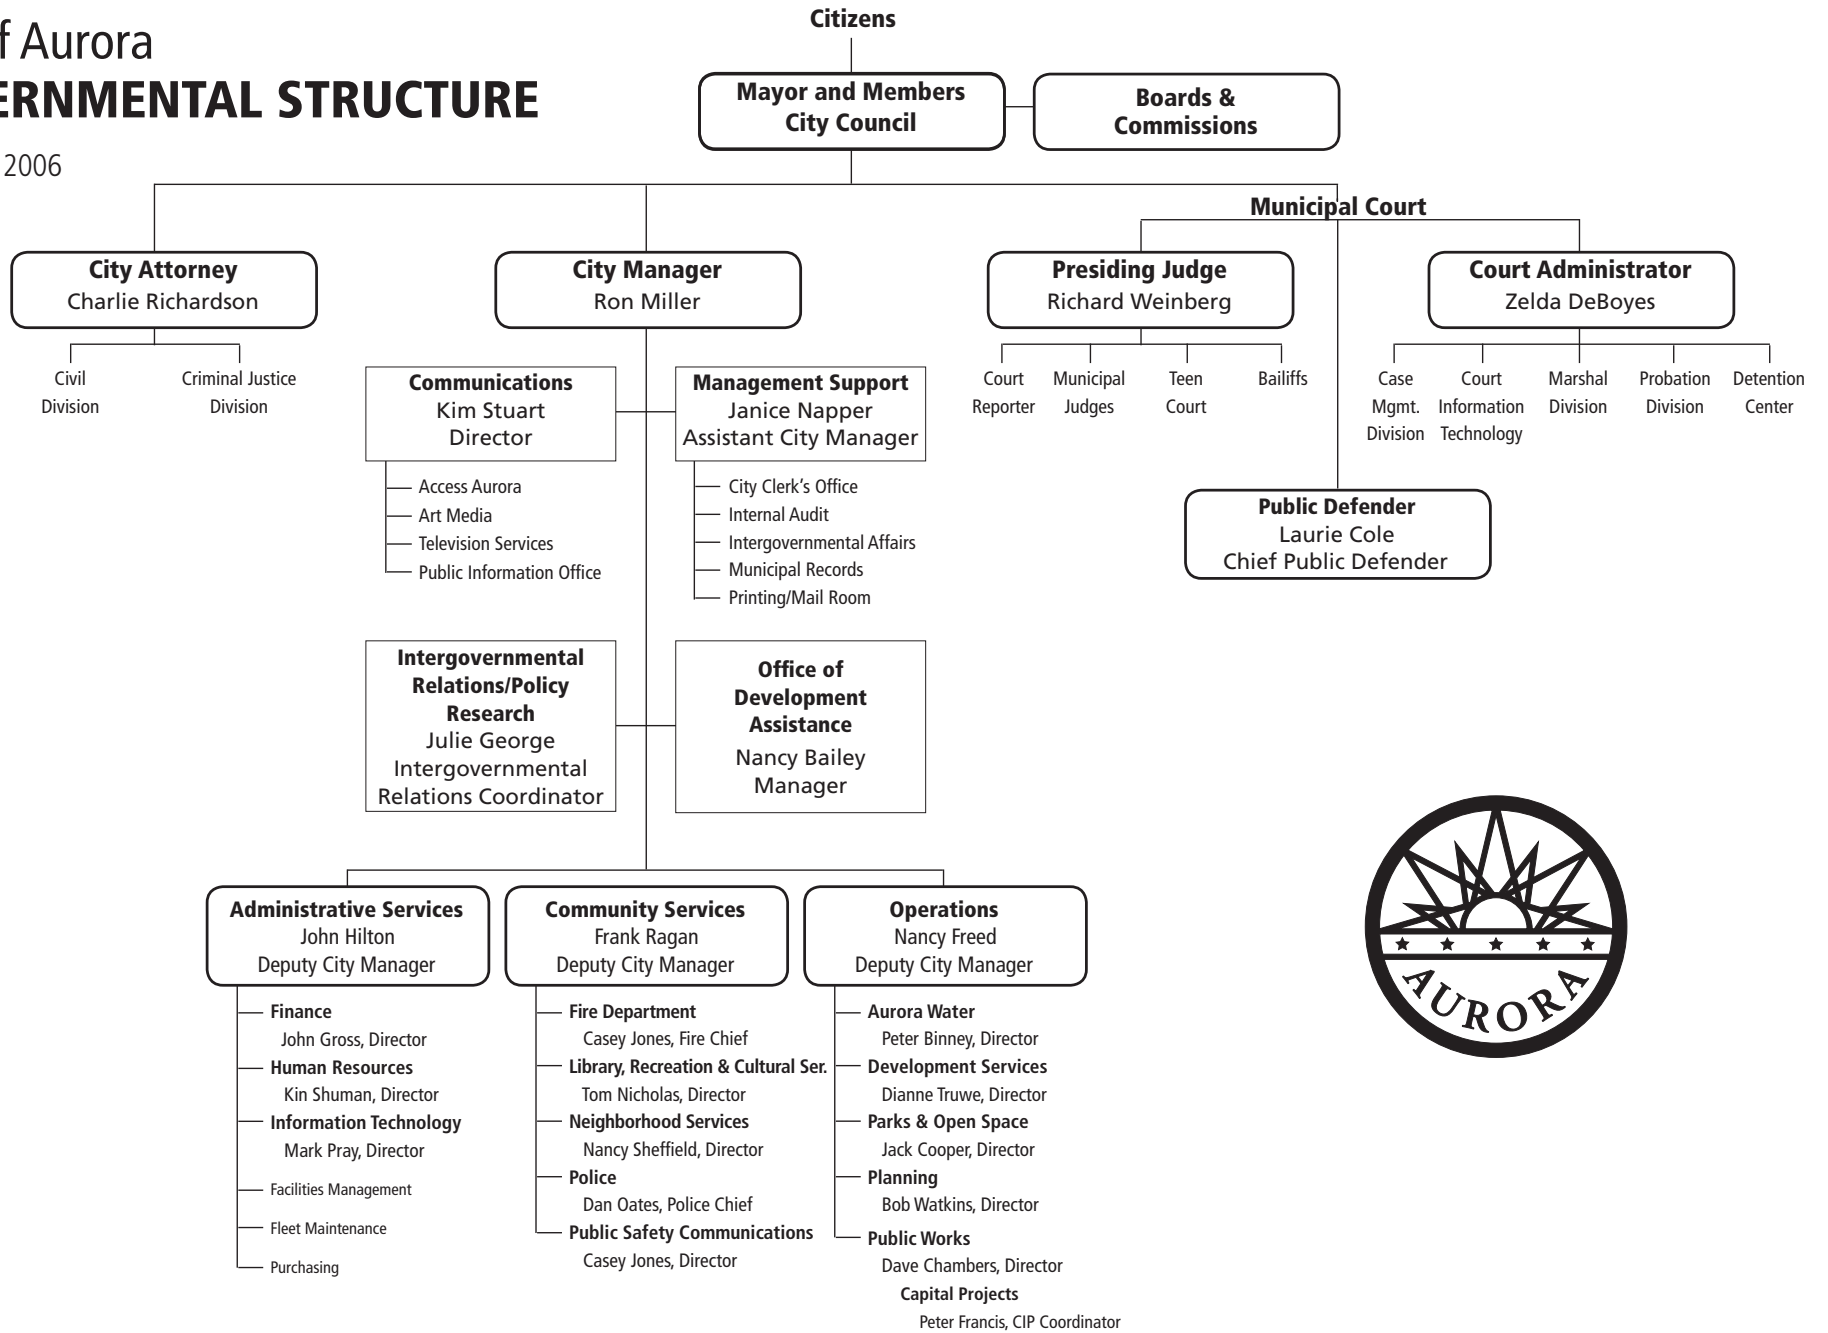 f Aurora
ERNMENTAL STRUCTURE
2006
Citizens
Mayor and Members
City Council
Boards &
Commissions
Municipal Court
City Attorney
Charlie Richardson
Civil
Division
Criminal Justice
Division
City Manager
Ron Miller
Presiding Judge
Richard Weinberg
Court
Reporter
Municipal
Judges
Teen
Court
Bailiffs
Court Administrator
Zelda DeBoyes
Case
Mgmt.
Division
Court
Information
Technology
Marshal
Division
Probation
Division
Detention
Center
Public Defender
Laurie Cole
Chief Public Defender
Communications
Kim Stuart
Director
Access Aurora
Art Media
Television Services
Public Information Office
Management Support
Janice Napper
Assistant City Manager
City Clerk’s Office
Internal Audit
Intergovernmental Affairs
Municipal Records
Printing/Mail Room
Intergovernmental
Relations/Policy
Research
Julie George
Intergovernmental
Relations Coordinator
Office of
Development
Assistance
Nancy Bailey
Manager
Administrative Services
John Hilton
Deputy City Manager
Finance
John Gross, Director
Human Resources
Kin Shuman, Director
Information Technology
Mark Pray, Director
Facilities Management
Fleet Maintenance
Purchasing
Community Services
Frank Ragan
Deputy City Manager
Fire Department
Casey Jones, Fire Chief
Library, Recreation & Cultural Ser.
Tom Nicholas, Director
Neighborhood Services
Nancy Sheffield, Director
Police
Dan Oates, Police Chief
Public Safety Communications
Casey Jones, Director
Operations
Nancy Freed
Deputy City Manager
Aurora Water
Peter Binney, Director
Development Services
Dianne Truwe, Director
Parks & Open Space
Jack Cooper, Director
Planning
Bob Watkins, Director
Public Works
Dave Chambers, Director
Capital Projects
Peter Francis, CIP Coordinator
AURORA